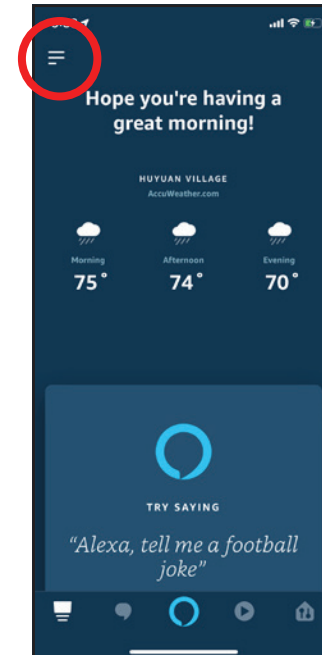 Hope you're having a
great morning!
HUYUAN VILLAGE
AccuWeather.com
Morning Afternoon Evening
75° 74° 70°
TRY SAYING
“Alexa, tell me a football
joke”